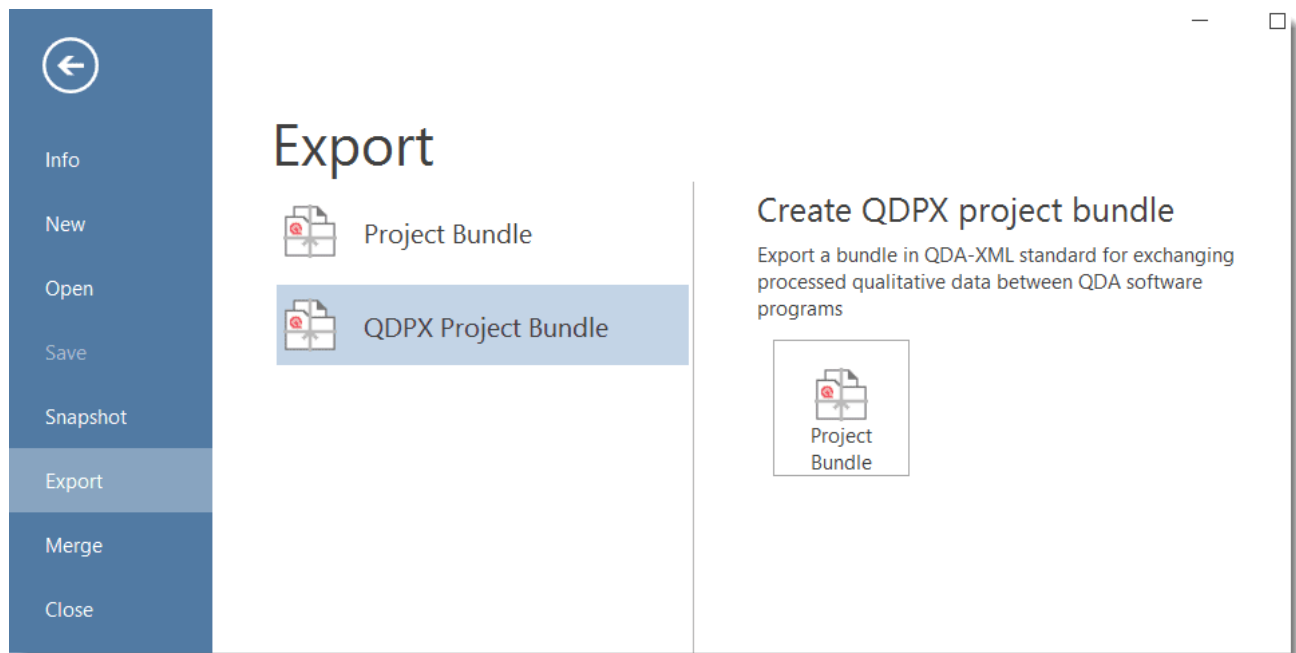 Info
New
Open
Save
Snapshot
Export
Merge
Close
Export
Project Bundle
QDPX Project Bundle
Create QDPX project bundle
Export a bundle in QDA-XML standard for exchanging
processed qualitative data between QDA software
programs
Project
Bundle